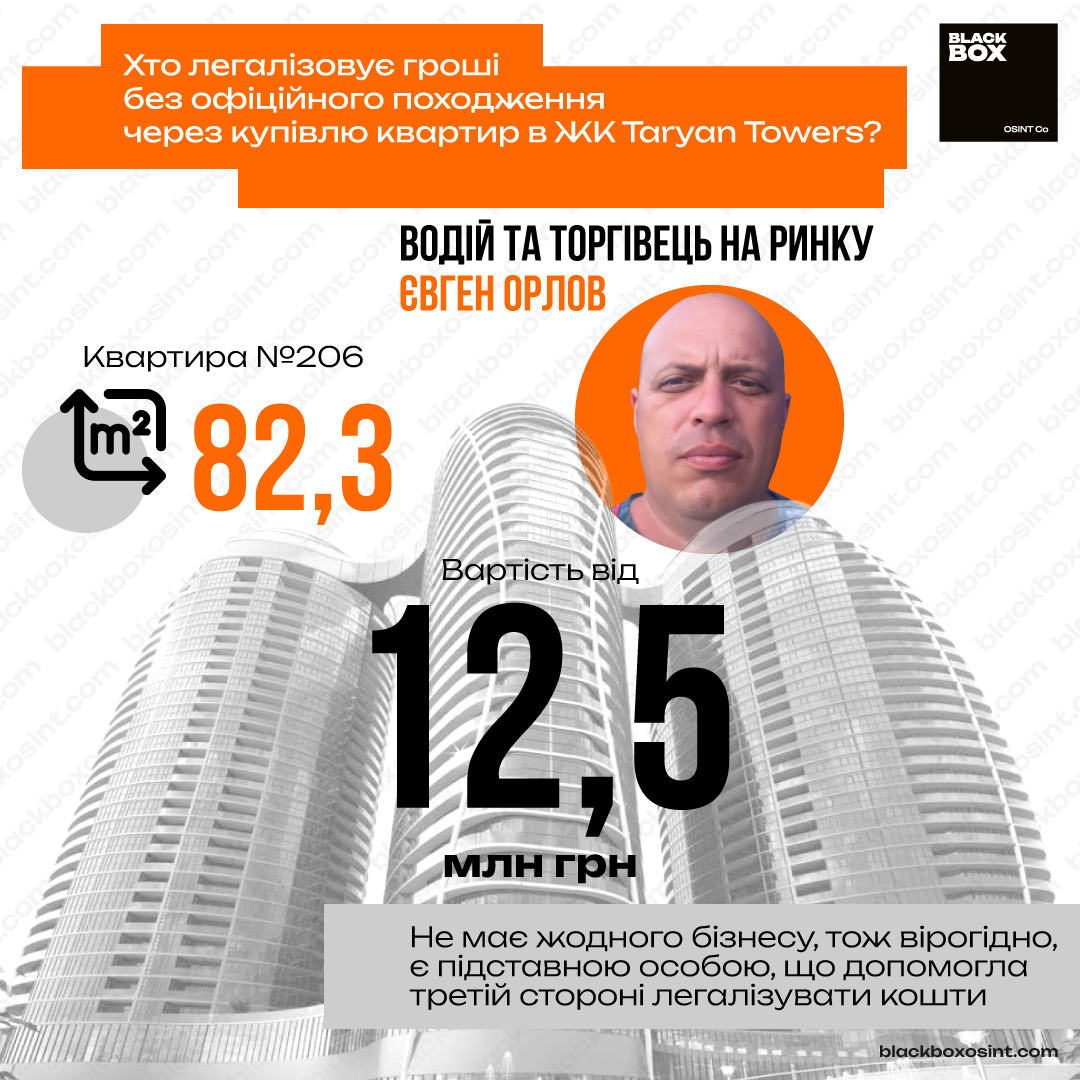 Хто легалізовує гроші
без офіційного походження
через купівлю квартир в ЖК Taryan Towers?
BLACK
BOX
OSINT Co
ВОДІЙ ТА ТОРГІВЕЦЬ НА РИНКУ
ЄВГЕН ОРЛОВ
Квартира №206
m²
82,3
Вартість від
12,5
млн грн
Не має жодного бізнесу, тож вірогідно,
є підставною особою, що допомогла
третій стороні легалізувати кошти
blackboxosint.com